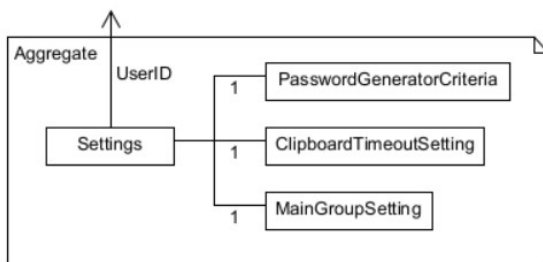 Aggregate
UserID
1
PasswordGeneratorCriteria
Settings
1
ClipboardTimeoutSetting
1
MainGroupSetting